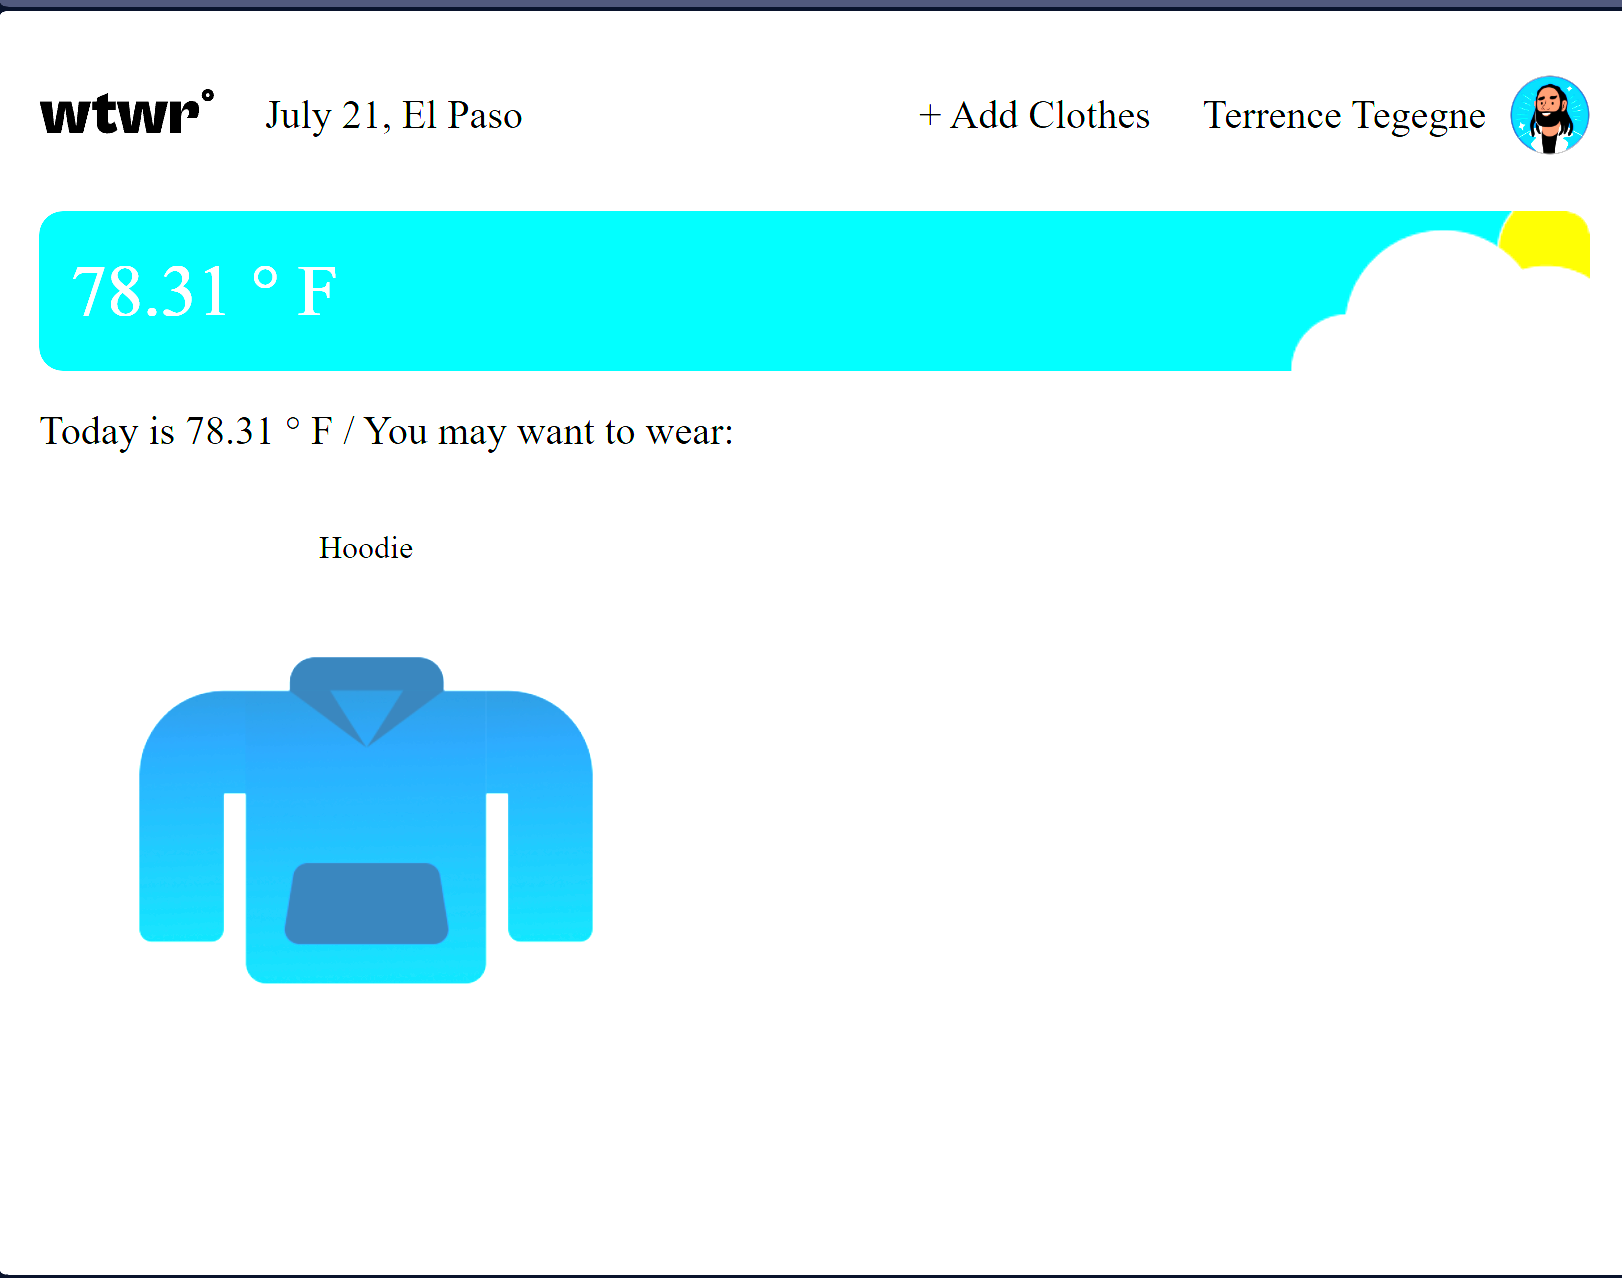 wtwr°
July 21, El Paso
+ Add Clothes
Terrence Tegegne
78.31 ° F
Today is 78.31 ° F / You may want to wear:
Hoodie